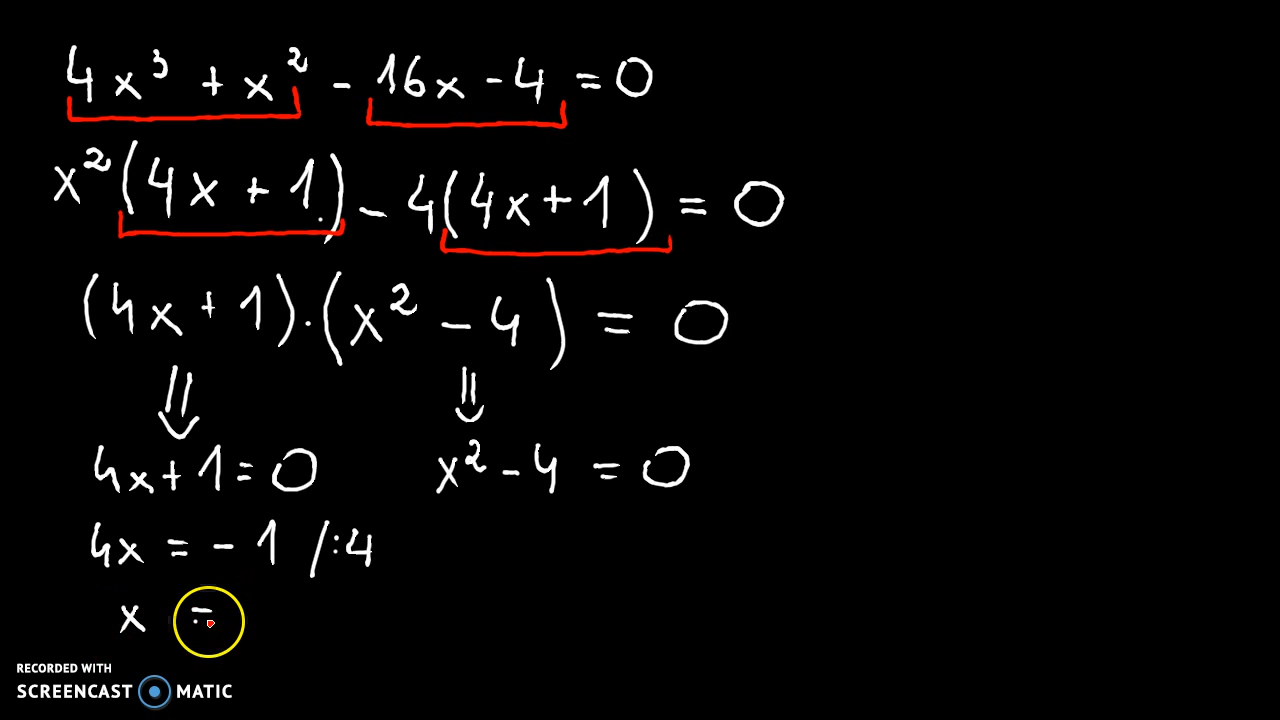 4x³ + x² - 16x - 4 = 0
x²(4x + 1) - 4(4x + 1) = 0
(4x + 1) · (x² - 4) = 0
⇓ ⇓
4x + 1 = 0 x² - 4 = 0
4x = - 1 /:4
x =
RECORDED WITH
SCREENCAST MATIC